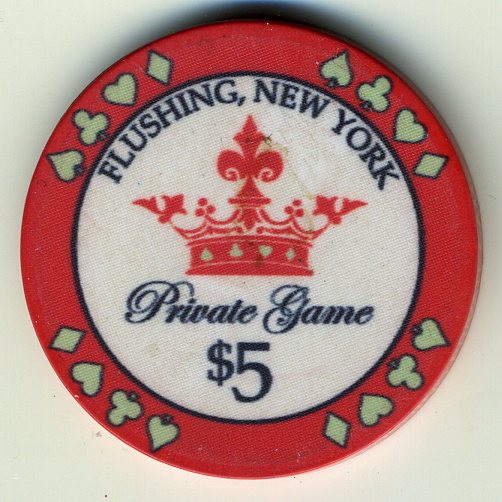 FLUSHING, NEW YORK
Private Game
$5